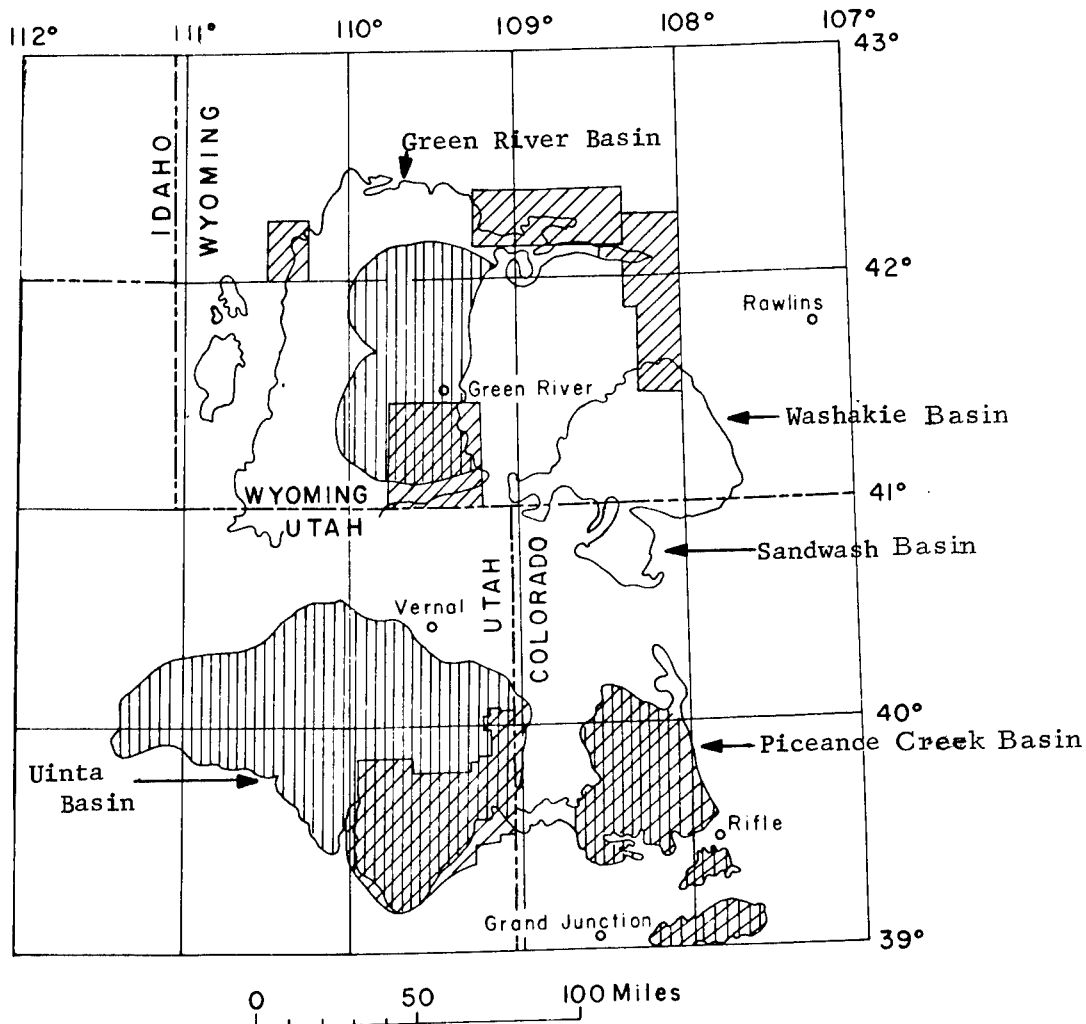 112° 111° 110° 109° 108° 107°
43°
Green River Basin
IDAHO
WYOMING
42°
Rawlins
Green River
Washakie Basin
WYOMING
41°
UTAH
Sandwash Basin
UTAH
COLORADO
Vernal
40°
Piceance Creek Basin
Uinta
Basin
Rifle
Grand Junction
39°
0 50 100 Miles